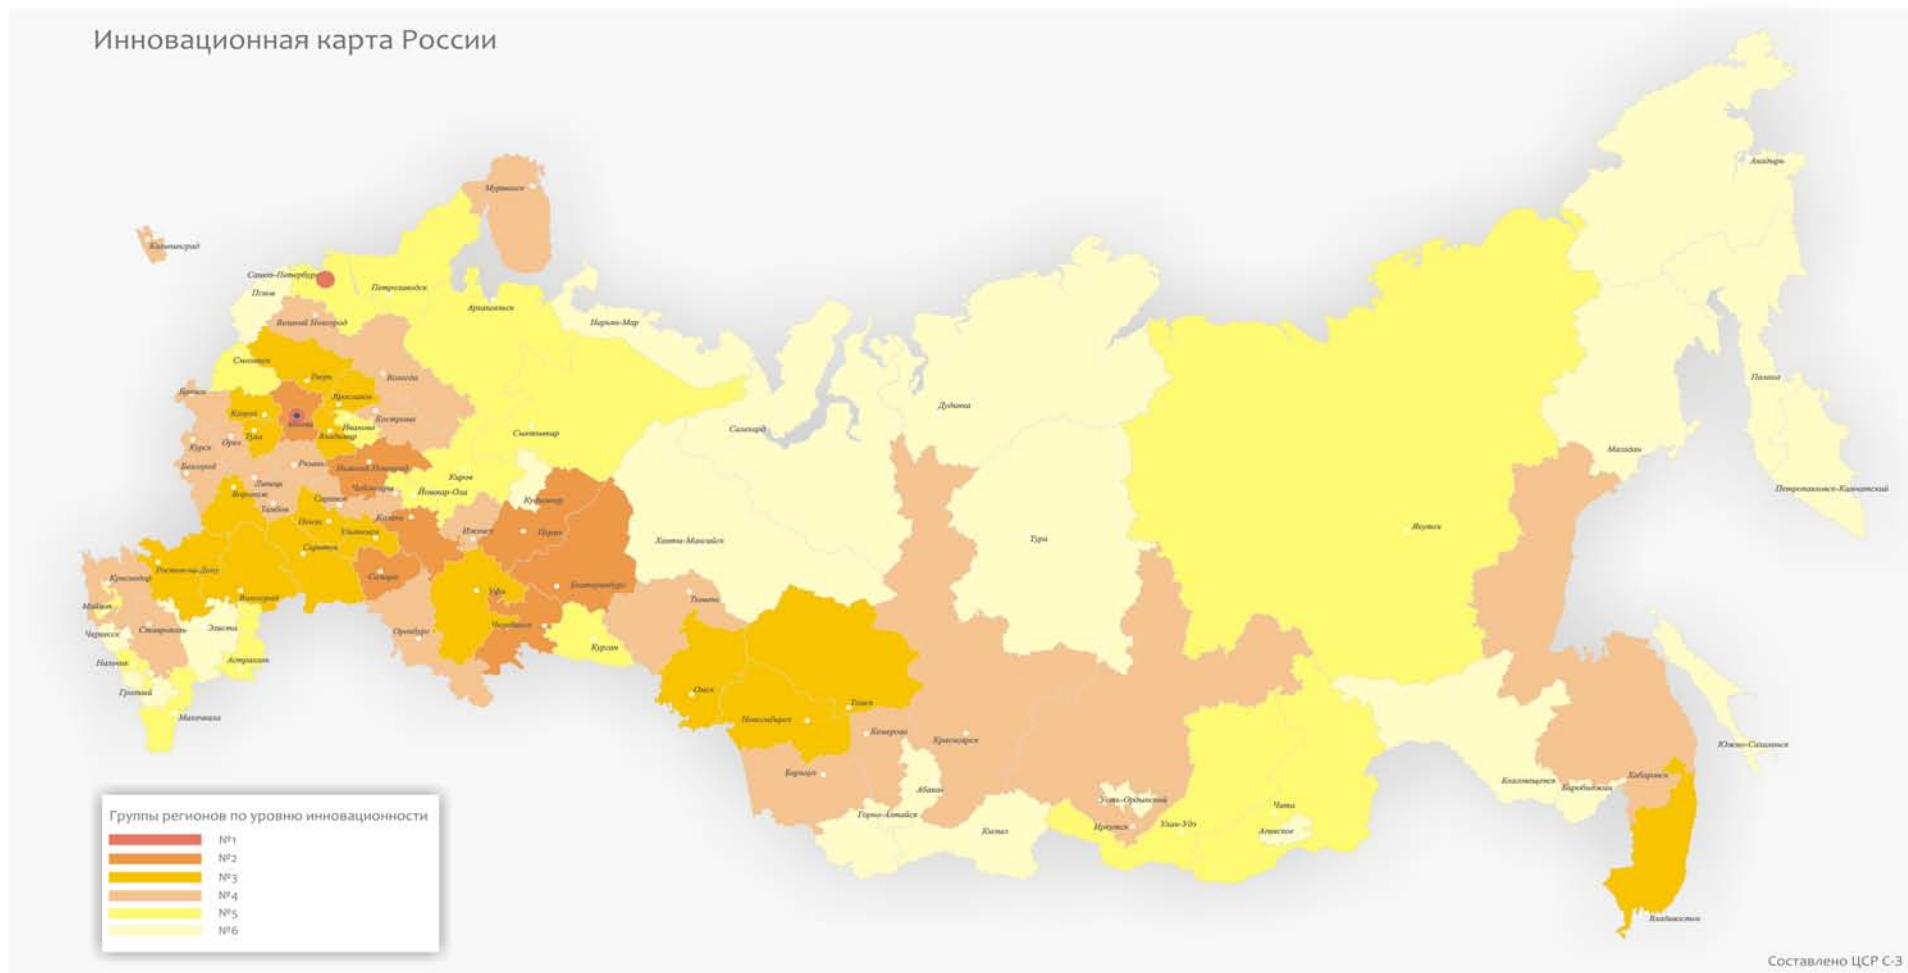 Инновационная карта России
Анадырь
Мурманск
Калининград
Санкт-Петербург
Псков
Петрозаводск
Архангельск
Великий Новгород
Нарьян-Мар
Смоленск
Тверь
Вологда
Палана
Брянск
Ярославль
Калуга
Кострома
Дудинка
Иваново
Тула
Владимир
Салехард
Сыктывкар
Курск
Орел
Магадан
Белгород
Рязань
Нижний Новгород
Киров
Липецк
Чебоксары
Йошкар-Ола
Петропавловск-Камчатский
Воронеж
Саранск
Кудымкар
Тамбов
Пенза
Казань
Якутск
Ульяновск
Ижевск
Пермь
Ханты-Мансийск
Тура
Саратов
Ростов-на-Дону
Краснодар
Самара
Екатеринбург
Уфа
Волгоград
Тюмень
Майкоп
Челябинск
Черкесск
Ставрополь
Элиста
Оренбург
Курган
Нальчик
Астрахань
Грозный
Омск
Томск
Махачкала
Новосибирск
Кемерово
Красноярск
Южно-Сахалинск
Барнаул
Хабаровск
Благовещенск
Абакан
Биробиджан
Усть-Ордынский
Чита
Горно-Алтайск
Иркутск
Улан-Удэ
Кызыл
Агинское
Владивосток
Группы регионов по уровню инновационности
№1
№2
№3
№4
№5
№6
Составлено ЦСР С-З